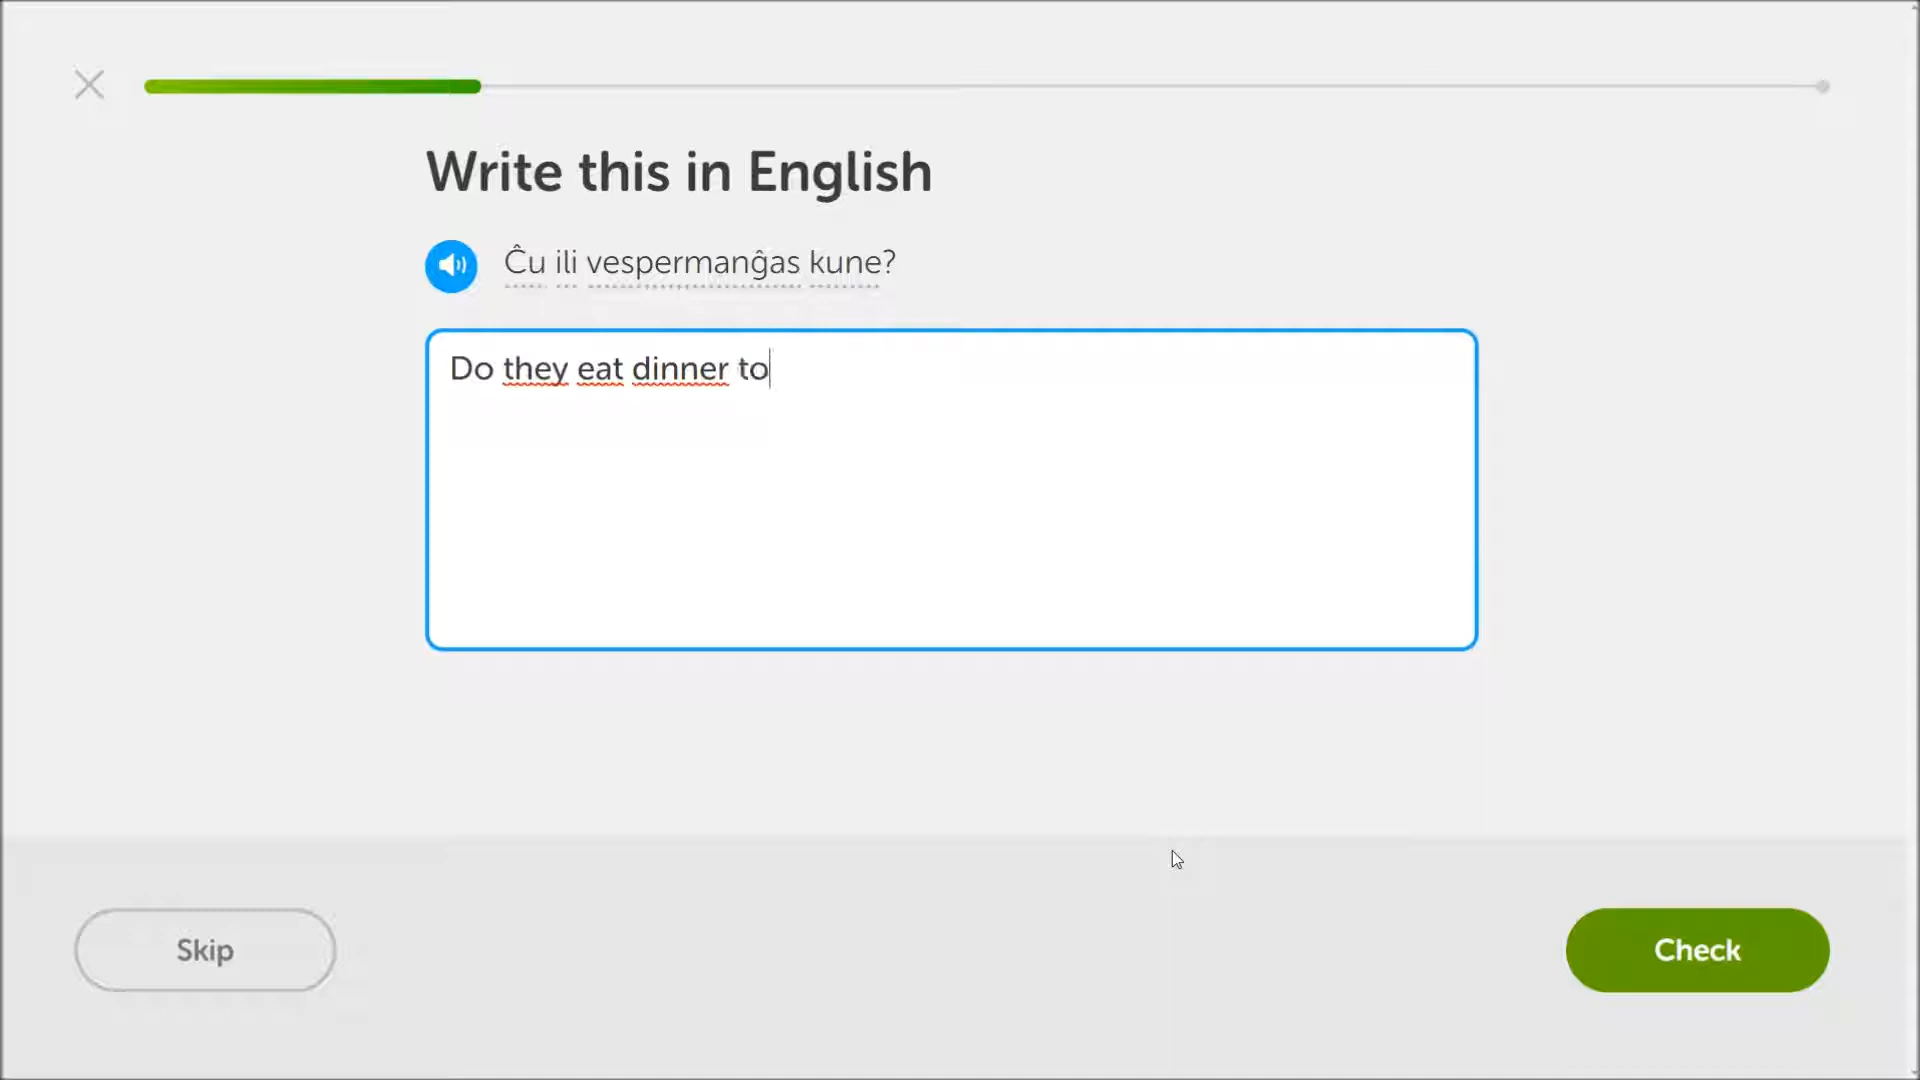 Write this in English
Ĉu ili vespermanĝas kune?
Do they eat dinner to
Skip
Check